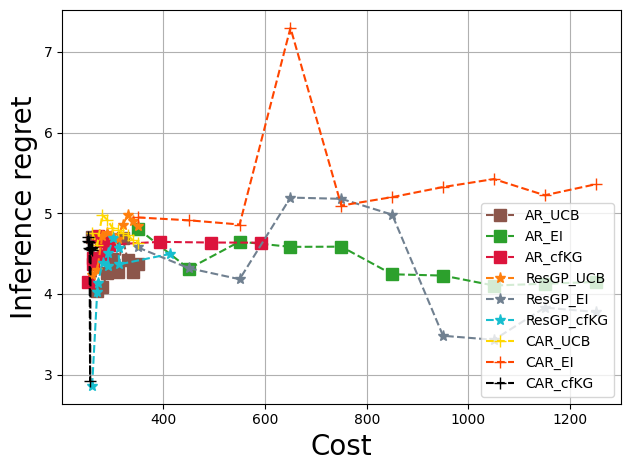 Inference regret
7
6
5
4
3
AR_UCB
AR_EI
AR_cfKG
ResGP_UCB
ResGP_EI
ResGP_cfKG
CAR_UCB
CAR_EI
CAR_cfKG
400 600 800 1000 1200
Cost